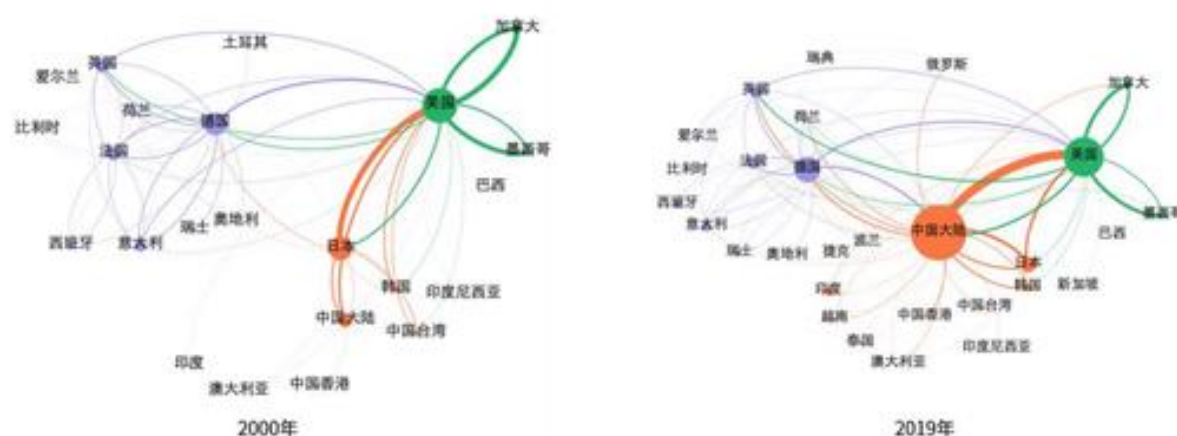 加拿大
土耳其
英国
爱尔兰
美国
荷兰
德国
比利时
法国
墨西哥
巴西
奥地利
瑞士
西班牙
意大利
日本
韩国
印度尼西亚
中国大陆
中国台湾
印度
澳大利亚
中国香港
2000年
瑞典
俄罗斯
加拿大
英国
荷兰
爱尔兰
美国
法国
德国
比利时
西班牙
墨西哥
意大利
中国大陆
巴西
波兰
瑞士
奥地利
捷克
日本
韩国
新加坡
印度
中国台湾
越南
中国香港
泰国
印度尼西亚
澳大利亚
2019年